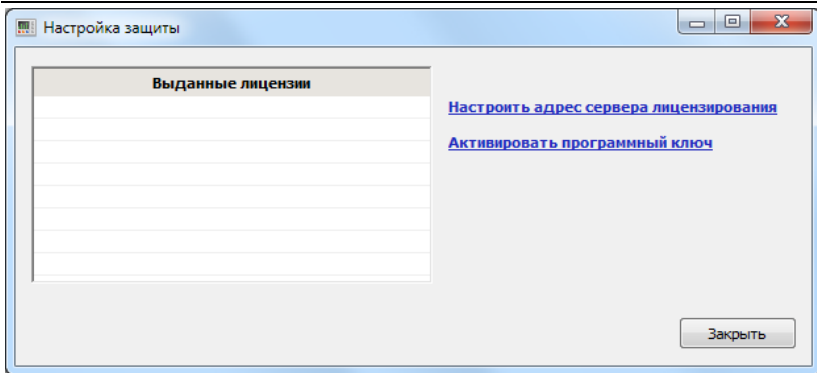 Настройка защиты
Выданные лицензии
Настроить адрес сервера лицензирования
Активировать программный ключ
Закрыть